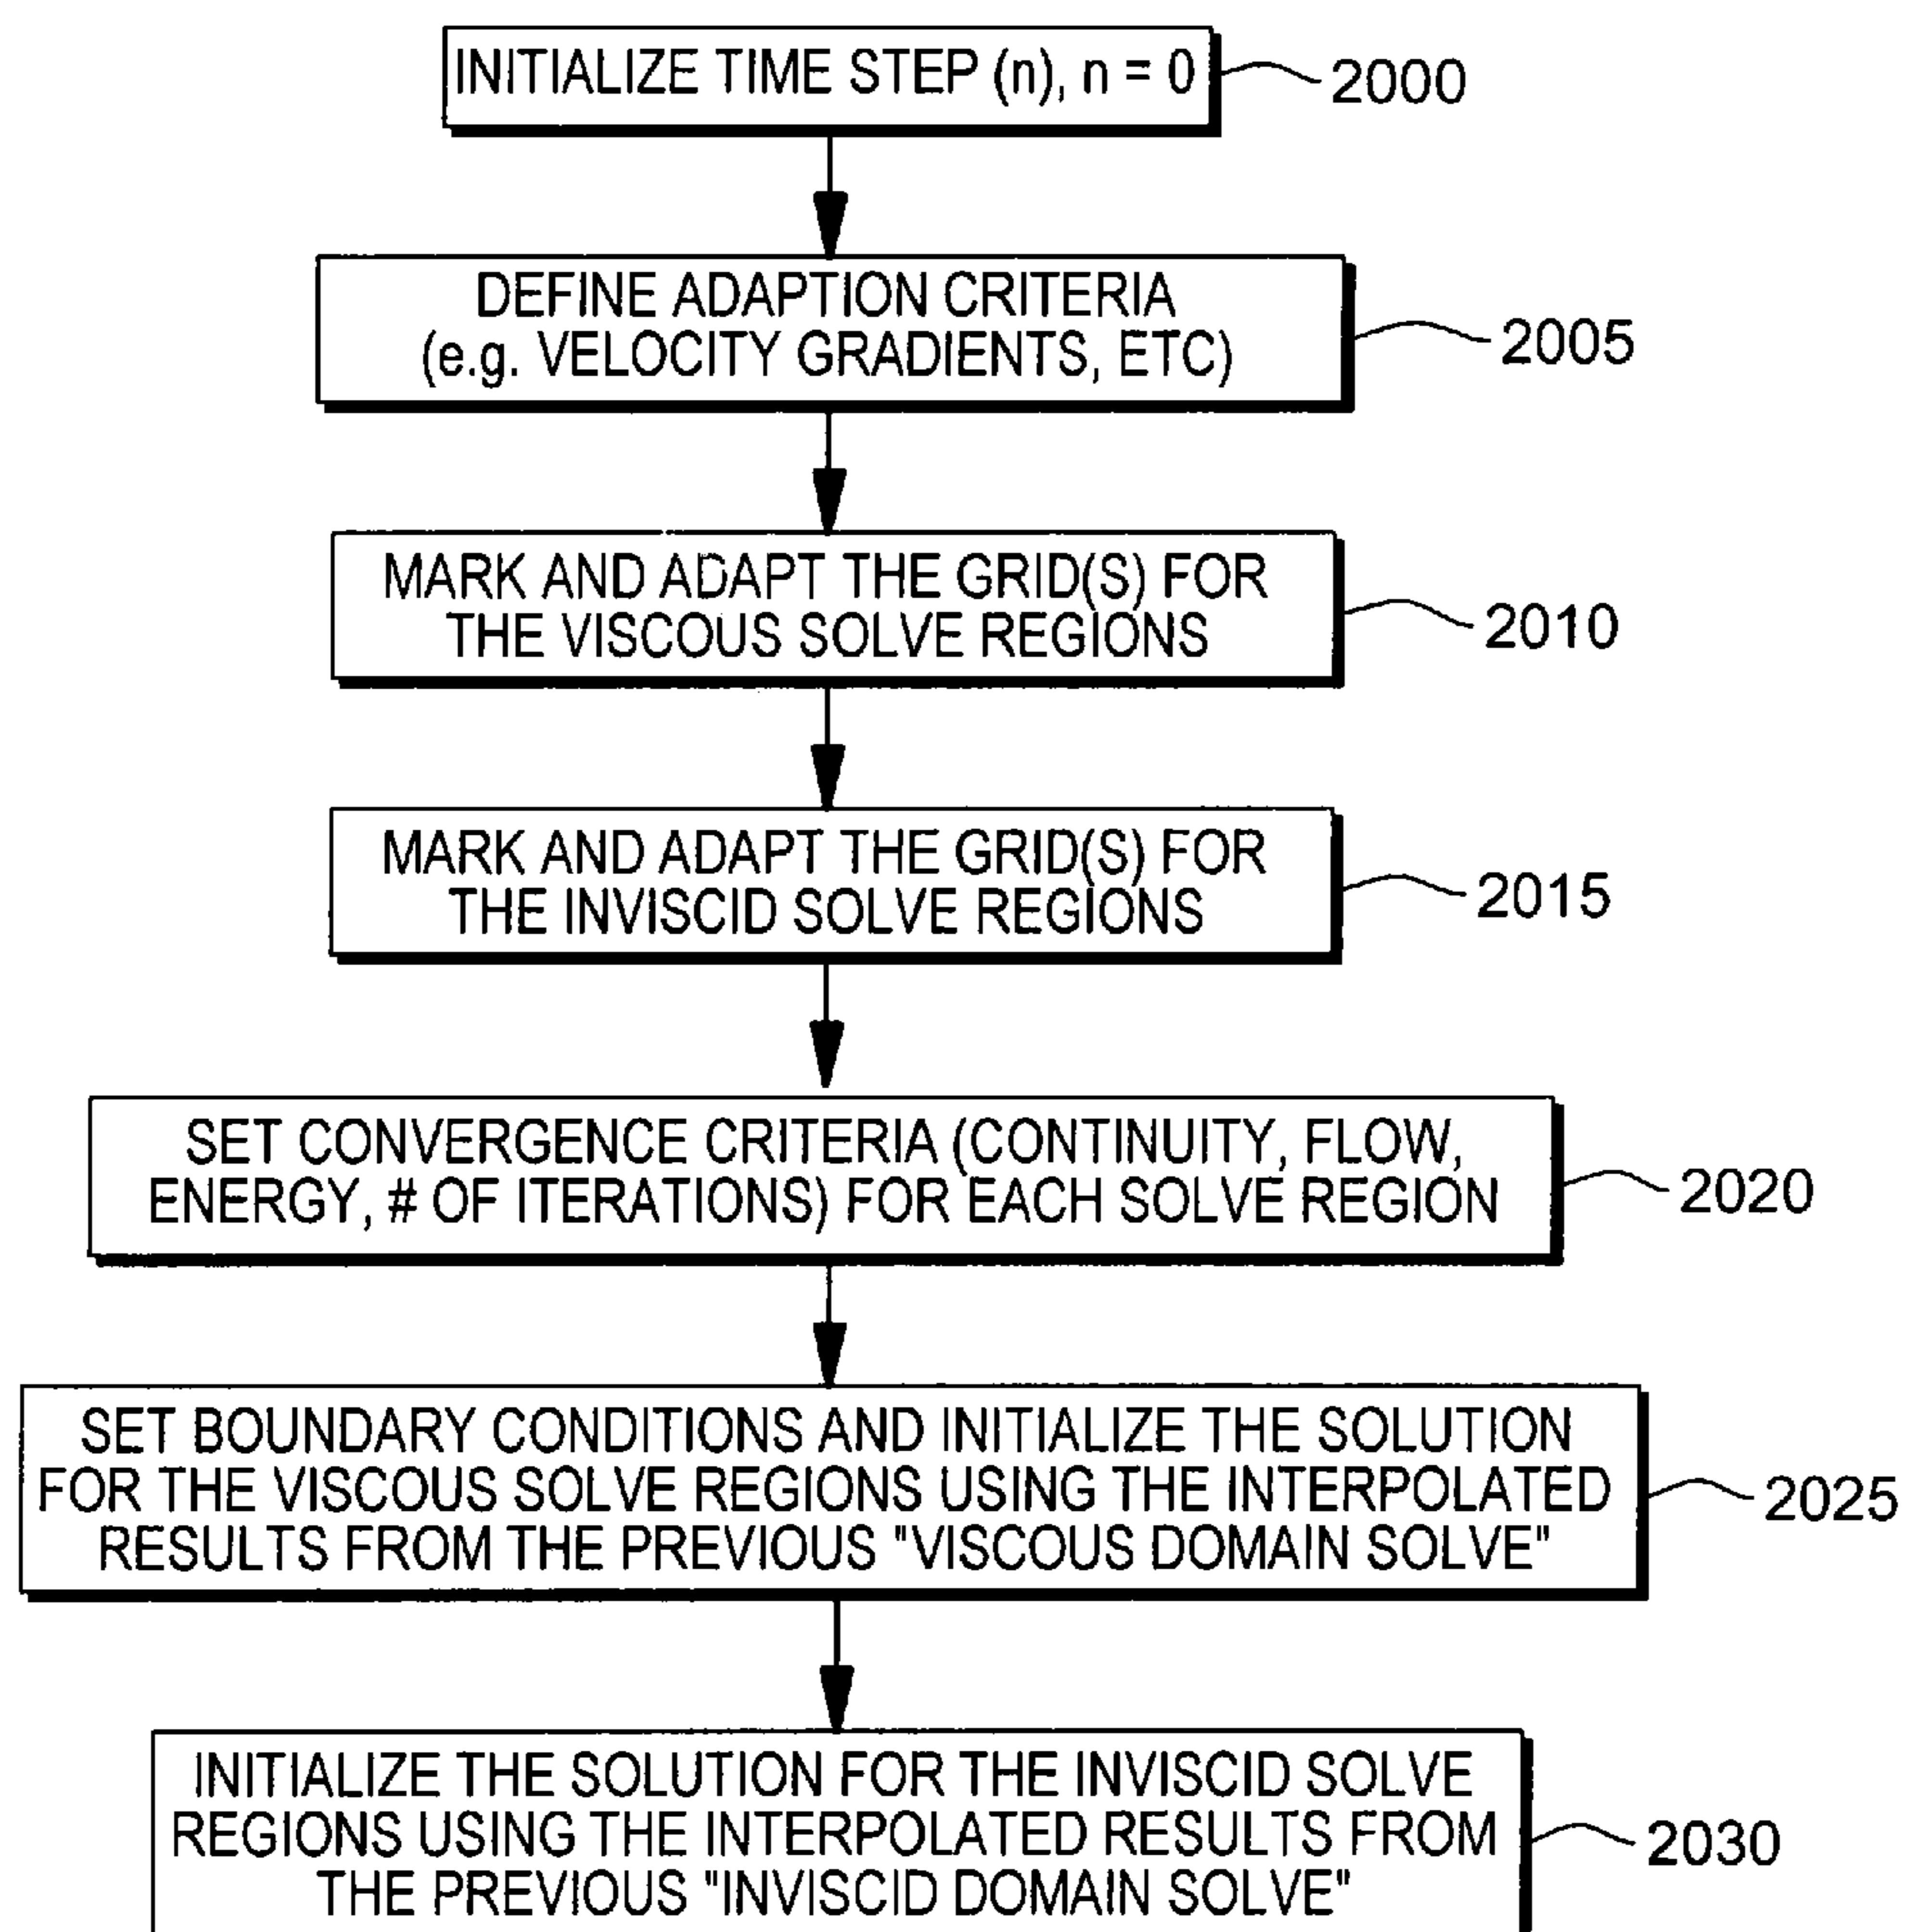 INITIALIZE TIME STEP (n), n = 0
2000
DEFINE ADAPTION CRITERIA
(e.g. VELOCITY GRADIENTS, ETC)
2005
MARK AND ADAPT THE GRID(S) FOR
THE VISCOUS SOLVE REGIONS
2010
MARK AND ADAPT THE GRID(S) FOR
THE INVISCID SOLVE REGIONS
2015
SET CONVERGENCE CRITERIA (CONTINUITY, FLOW,
ENERGY, # OF ITERATIONS) FOR EACH SOLVE REGION
2020
SET BOUNDARY CONDITIONS AND INITIALIZE THE SOLUTION
FOR THE VISCOUS SOLVE REGIONS USING THE INTERPOLATED
RESULTS FROM THE PREVIOUS "VISCOUS DOMAIN SOLVE"
2025
INITIALIZE THE SOLUTION FOR THE INVISCID SOLVE
REGIONS USING THE INTERPOLATED RESULTS FROM
THE PREVIOUS "INVISCID DOMAIN SOLVE"
2030